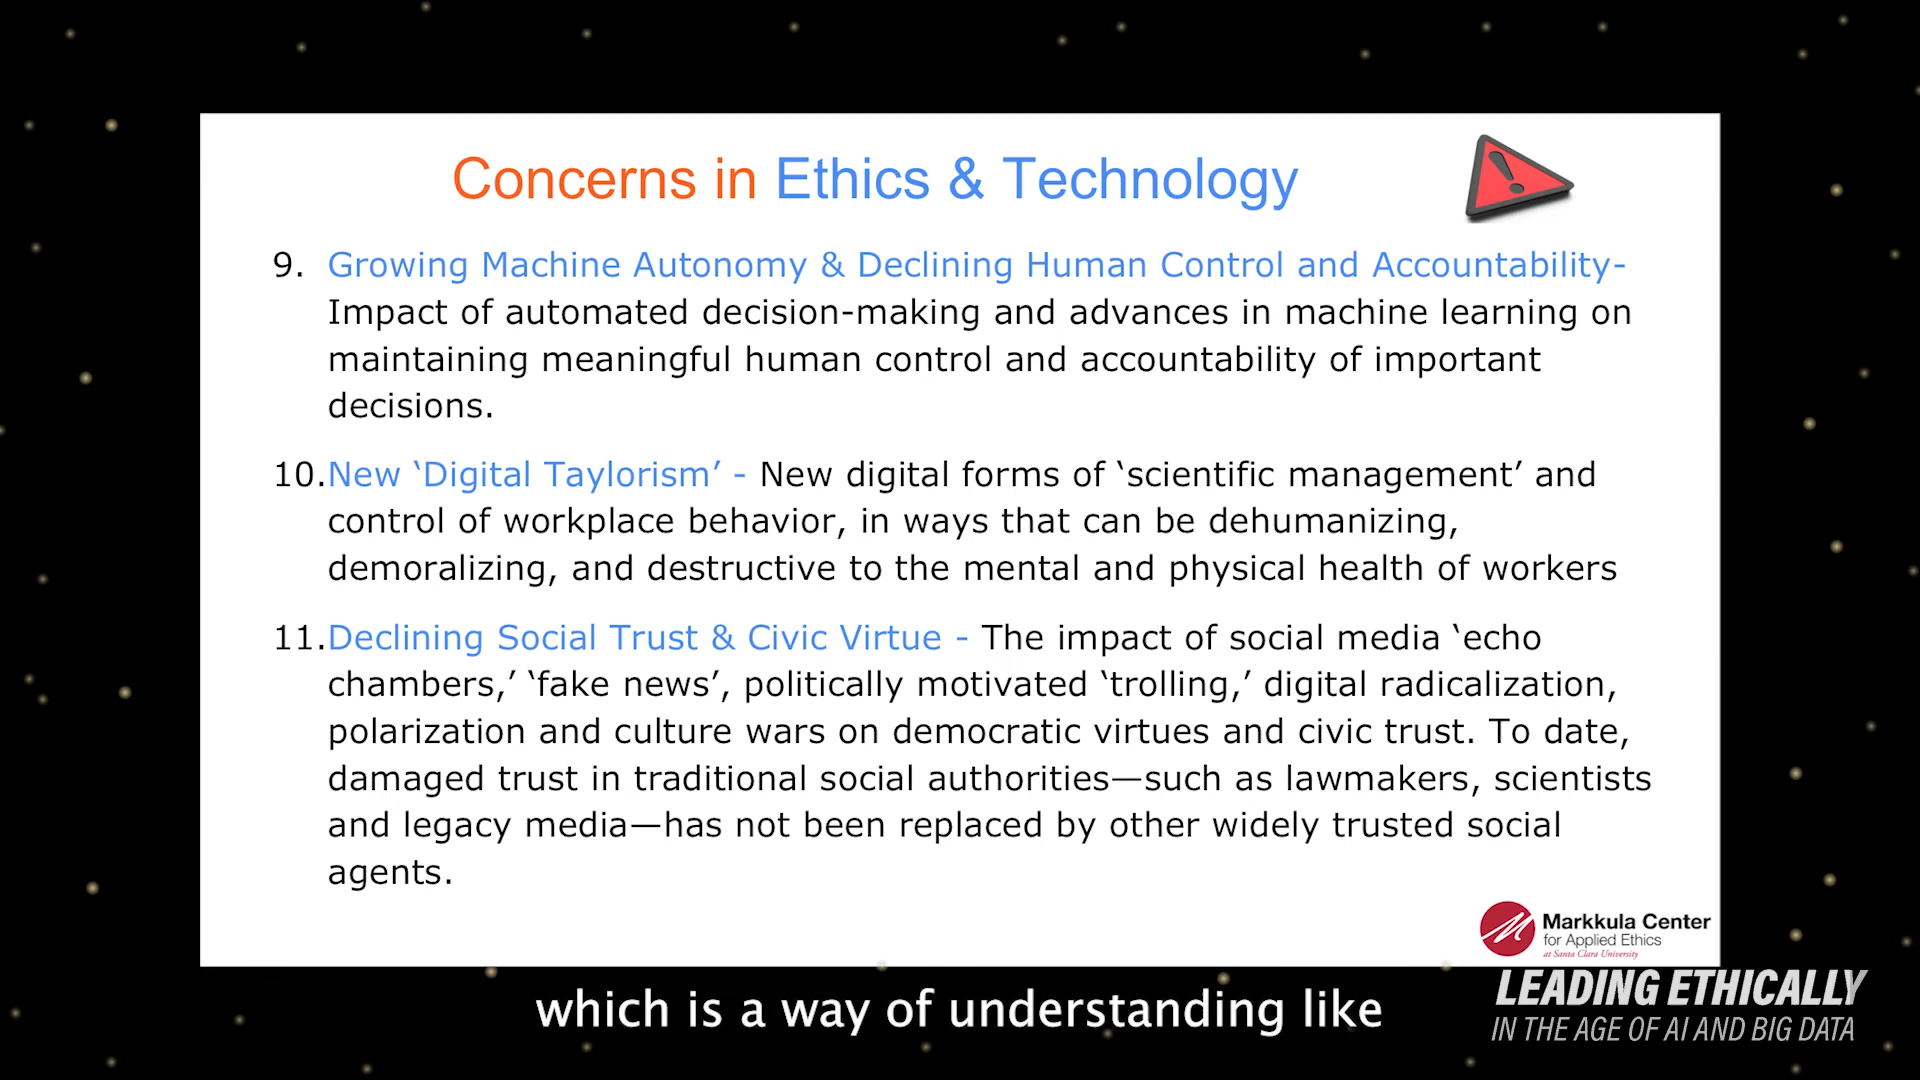 Concerns in Ethics & Technology
9. Growing Machine Autonomy & Declining Human Control and Accountability-
Impact of automated decision-making and advances in machine learning on
maintaining meaningful human control and accountability of important
decisions.
10. New ‘Digital Taylorism’ - New digital forms of ‘scientific management’ and
control of workplace behavior, in ways that can be dehumanizing,
demoralizing, and destructive to the mental and physical health of workers
11. Declining Social Trust & Civic Virtue - The impact of social media ‘echo
chambers,’ ‘fake news’, politically motivated ‘trolling,’ digital radicalization,
polarization and culture wars on democratic virtues and civic trust. To date,
damaged trust in traditional social authorities—such as lawmakers, scientists
and legacy media—has not been replaced by other widely trusted social
agents.
Markkula Center
for Applied Ethics
at Santa Clara University
which is a way of understanding like
LEADING ETHICALLY
IN THE AGE OF AI AND BIG DATA